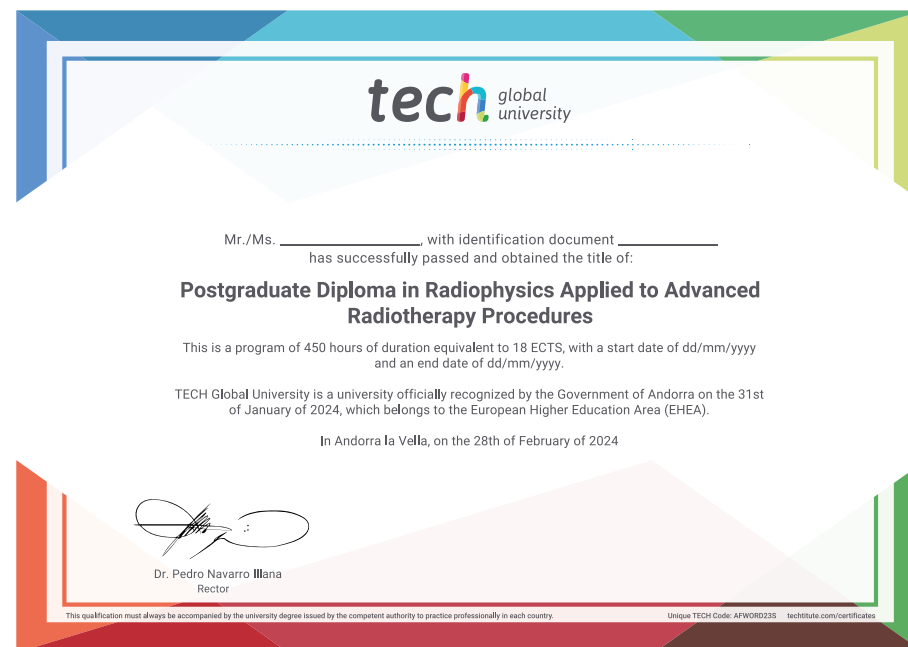 tech global university
Mr./Ms. ____________________, with identification document ______________
has successfully passed and obtained the title of:
Postgraduate Diploma in Radiophysics Applied to Advanced
Radiotherapy Procedures
This is a program of 450 hours of duration equivalent to 18 ECTS, with a start date of dd/mm/yyyy
and an end date of dd/mm/yyyy.
TECH Global University is a university officially recognized by the Government of Andorra on the 31st
of January of 2024, which belongs to the European Higher Education Area (EHEA).
In Andorra la Vella, on the 28th of February of 2024
Dr. Pedro Navarro Illana
Rector
This qualification must always be accompanied by the university degree issued by the competent authority to practice professionally in each country.
Unique TECH Code: AFWORD23S techtitute.com/certificates